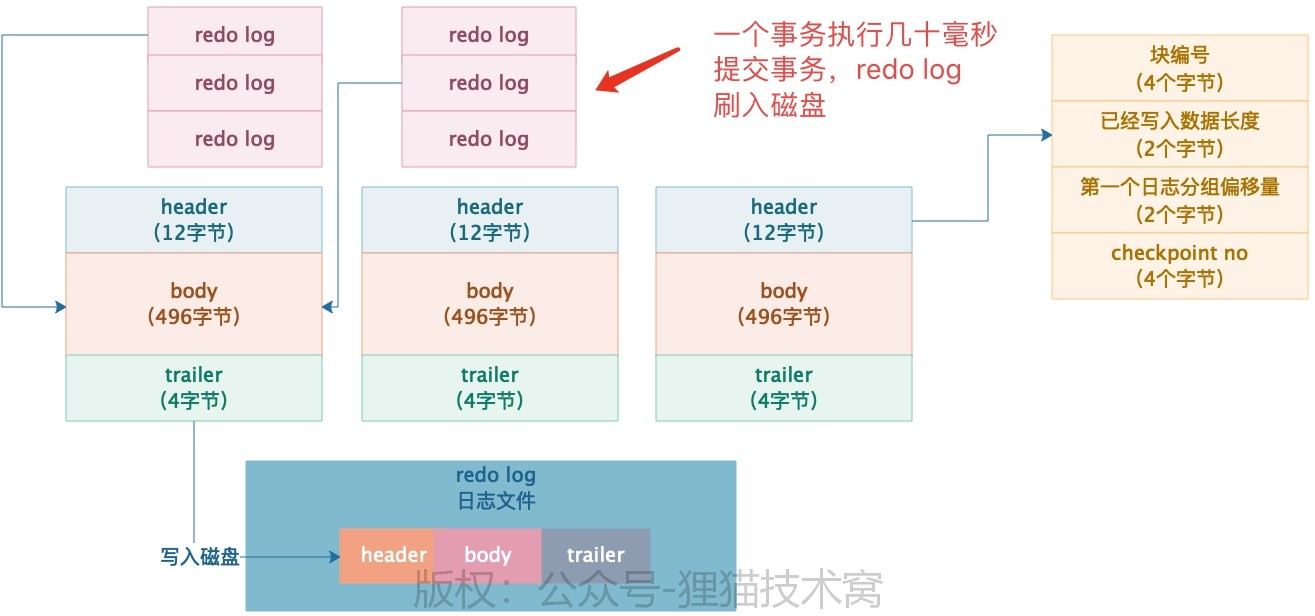 redo log
redo log
redo log
redo log
redo log
redo log
一个事务执行几十毫秒
提交事务，redo log
刷入磁盘
块编号
(4个字节)
已经写入数据长度
(2个字节)
第一个日志分组偏移量
(2个字节)
checkpoint no
(4个字节)
header
(12字节)
body
(496字节)
trailer
(4字节)
header
(12字节)
body
(496字节)
trailer
(4字节)
header
(12字节)
body
(496字节)
trailer
(4字节)
redo log
日志文件
写入磁盘
header
body
trailer
版权：公众号-狸猫技术窝